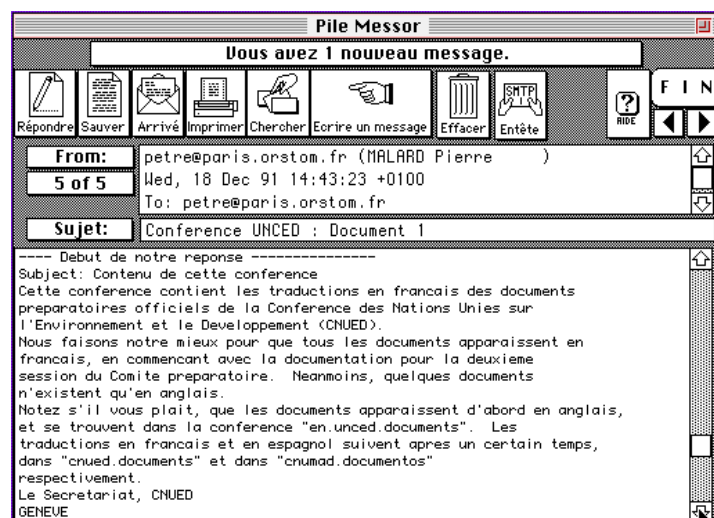 Pile Messor
Vous avez 1 nouveau message.
Répondre Sauver Arrivé Imprimer Chercher Ecrire un message Effacer SMTP Entête ? AIDE F I N
From: petre@paris.orstom.fr (MALARD Pierre )
5 of 5 Wed, 18 Dec 91 14:43:23 +0100
To: petre@paris.orstom.fr
Sujet: Conference UNCED : Document 1
---- Debut de notre reponse ---------------
Subject: Contenu de cette conference
Cette conference contient les traductions en francais des documents
preparatoires officiels de la Conference des Nations Unies sur
l'Environnement et le Developpement (CNUED).
Nous faisons notre mieux pour que tous les documents apparaissent en
francais, en commencant avec la documentation pour la deuxieme
session du Comite preparatoire. Neanmoins, quelques documents
n'existent qu'en anglais.
Notez s'il vous plait, que les documents apparaissent d'abord en anglais,
et se trouvent dans la conference "en.unced.documents". Les
traductions en francais et en espagnol suivent apres un certain temps,
dans "cnued.documents" et dans "cnumad.documentos"
respectivement.
Le Secretariat, CNUED
GENEVE